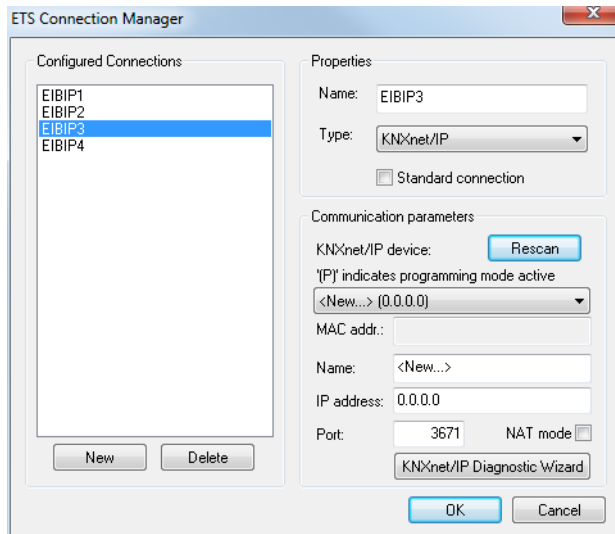 ETS Connection Manager
Configured Connections
EIBIP1
EIBIP2
EIBIP3
EIBIP4
New Delete
Properties
Name: EIBIP3
Type: KNXnet/IP
Standard connection
Communication parameters
KNXnet/IP device: Rescan
'(P)' indicates programming mode active
<New...> (0.0.0.0)
MAC addr.:
Name: <New...>
IP address: 0.0.0.0
Port: 3671 NAT mode
KNXnet/IP Diagnostic Wizard
OK Cancel